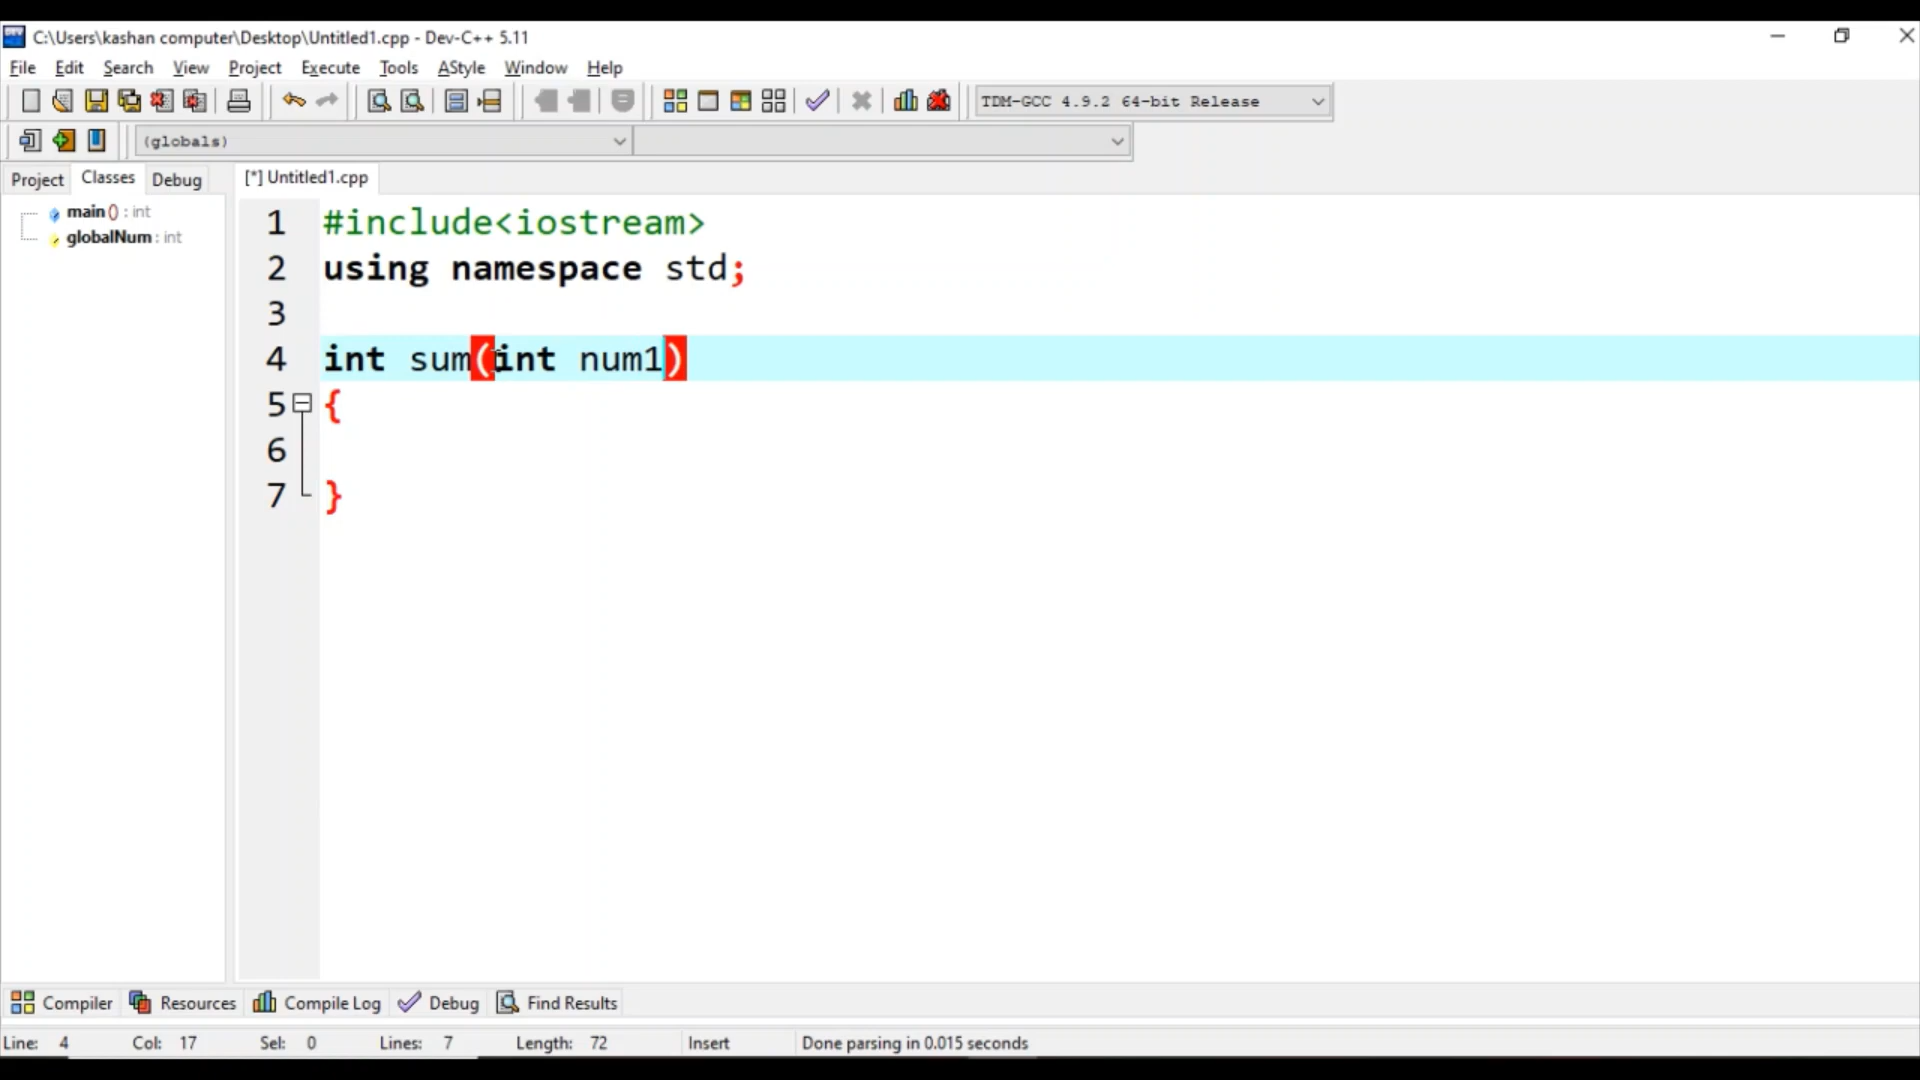 C:\Users\kashan computer\Desktop\Untitled1.cpp - Dev-C++ 5.11
File Edit Search View Project Execute Tools AStyle Window Help
TDM-GCC 4.9.2 64-bit Release
(globals)
Project Classes Debug
[*] Untitled1.cpp
main () : int
globalNum : int
1 #include<iostream>
2 using namespace std;
3
4 int sum(int num1)
5 {
6
7 }
Compiler Resources Compile Log Debug Find Results
Line: 4 Col: 17 Sel: 0 Lines: 7 Length: 72 Insert Done parsing in 0.015 seconds